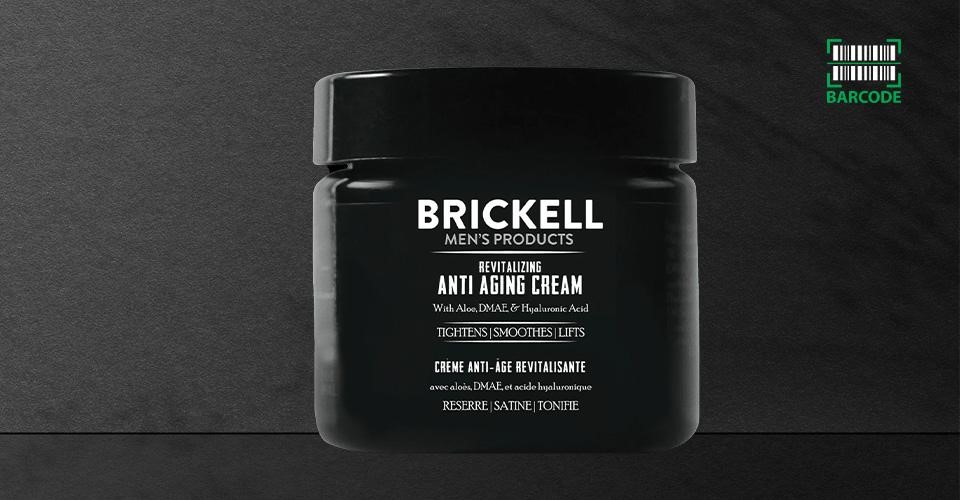 BARCODE
BRICKELL
MEN'S PRODUCTS
REVITALIZING
ANTI AGING CREAM
With Aloe, DMAE, & Hyaluronic Acid
TIGHTENS | SMOOTHES | LIFTS
CRÈME ANTI-ÂGE REVITALISANTE
avec aloès, DMAE, et acide hyaluronique
RESERRE | SATINE | TONIFIE